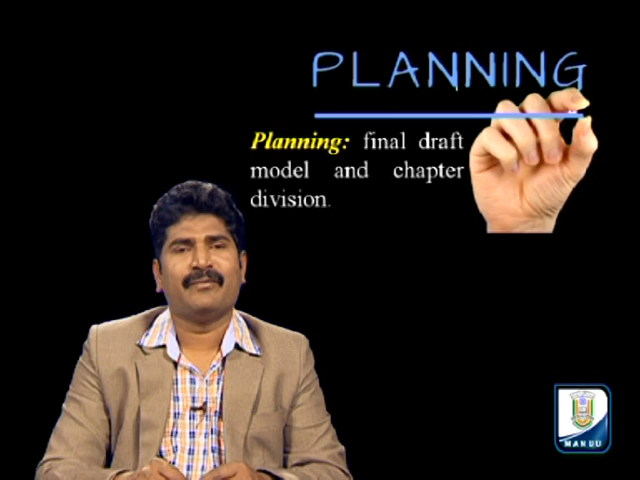 PLANNING
Planning: final draft
model and chapter
division.
MANUU